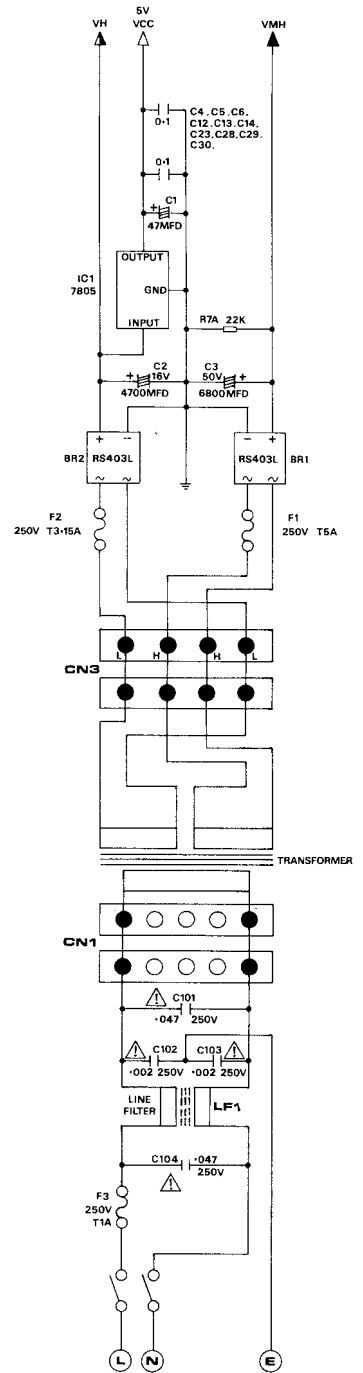 VH
5V
VCC
VMH
0·1
C4, C5, C6,
C12, C13, C14,
C23, C28, C29,
C30,
0·1
+ C1
47MFD
IC1
7805
OUTPUT
GND
INPUT
R7A 22K
+ C2
16V
4700MFD
C3
50V +
6800MFD
BR2
+ -
RS403L
~ ~
- +
RS403L
~ ~
BR1
F2
250V T3·15A
F1
250V T5A
L H H L
CN3
TRANSFORMER
CN1
C101
·047 250V
C102
·002 250V
C103
·002 250V
LINE
FILTER
LF1
C104 ·047
250V
F3
250V
T1A
L N E